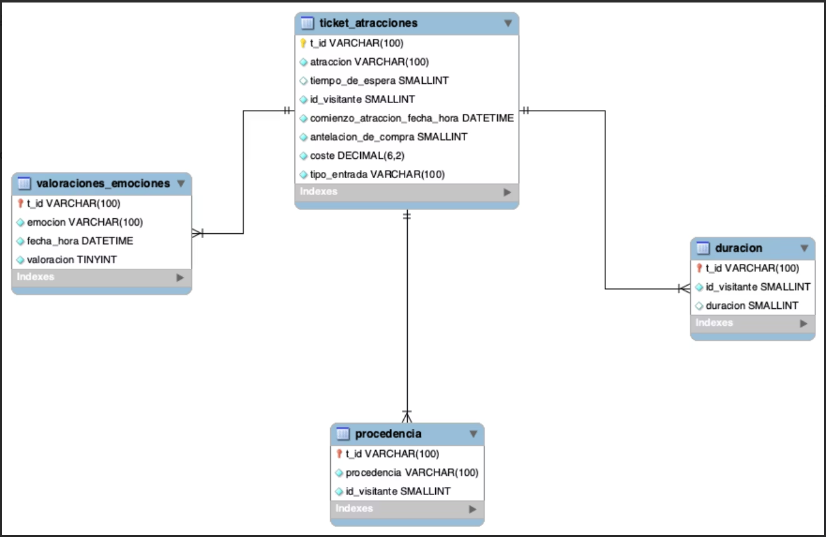 ticket_atracciones
t_id VARCHAR(100)
atraccion VARCHAR(100)
tiempo_de_espera SMALLINT
id_visitante SMALLINT
comienzo_atraccion_fecha_hora DATETIME
antelacion_de_compra SMALLINT
coste DECIMAL(6,2)
tipo_entrada VARCHAR(100)
Indexes
valoraciones_emociones
t_id VARCHAR(100)
emocion VARCHAR(100)
fecha_hora DATETIME
valoracion TINYINT
Indexes
duracion
t_id VARCHAR(100)
id_visitante SMALLINT
duracion SMALLINT
Indexes
procedencia
t_id VARCHAR(100)
procedencia VARCHAR(100)
id_visitante SMALLINT
Indexes